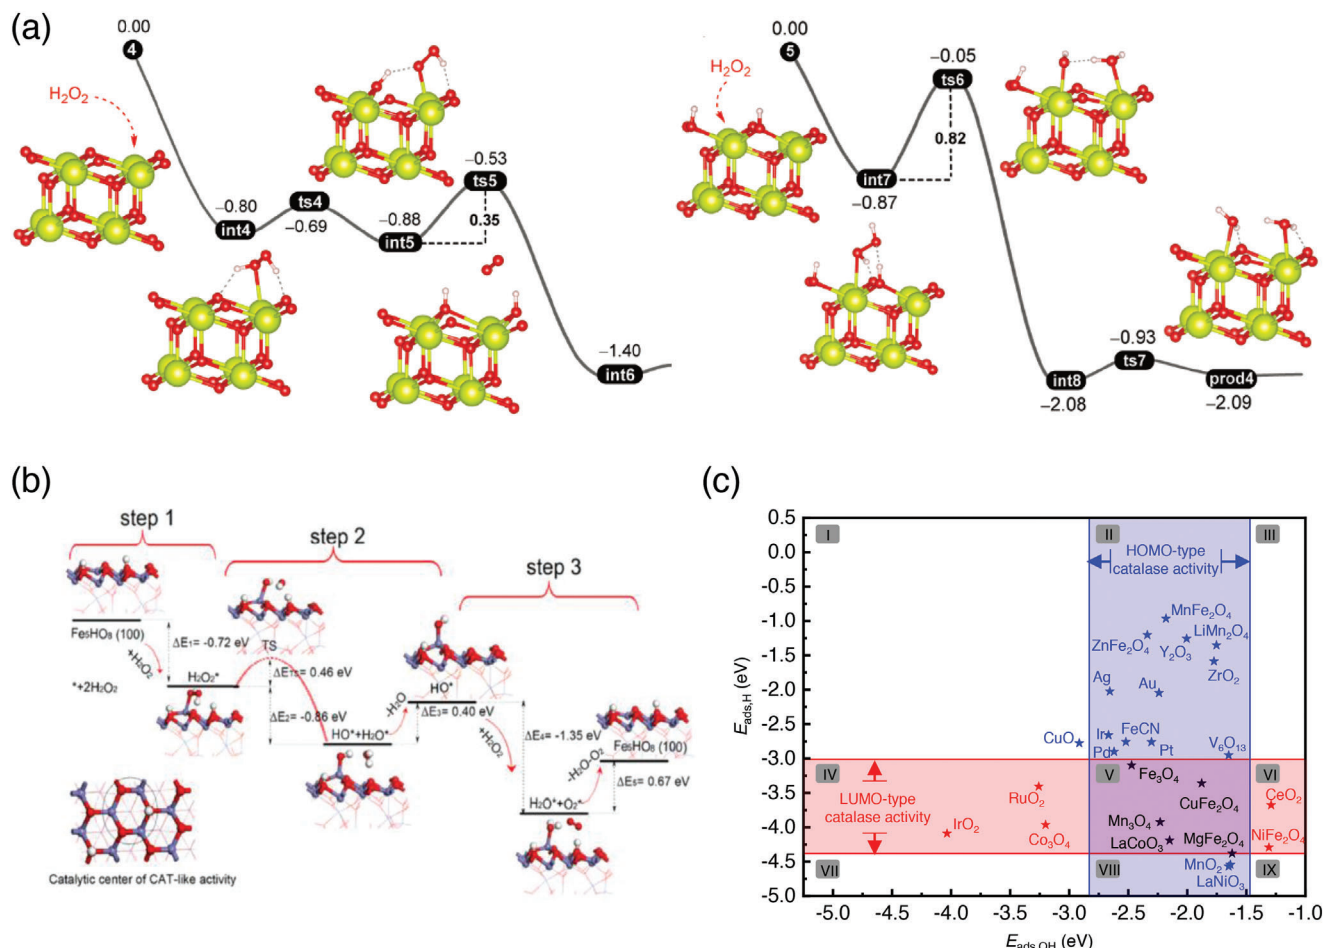 (a)
0.00
4
H₂O₂
−0.80
int4
ts4
−0.69
−0.88
int5
−0.53
ts5
0.35
−1.40
int6
0.00
5
H₂O₂
int7
−0.87
−0.05
ts6
0.82
int8
−2.08
−0.93
ts7
prod4
−2.09
(b)
step 1
step 2
step 3
Fe₅HO₈ (100)
+H₂O₂
*+2H₂O₂
ΔE₁= -0.72 eV
H₂O₂*
TS
ΔE_TS= 0.46 eV
ΔE₂= -0.86 eV
HO*+H₂O*
-H₂O
HO*
ΔE₃= 0.40 eV
+H₂O₂
ΔE₄= -1.35 eV
H₂O*+O₂*
-H₂O-O₂
Fe₅HO₈ (100)
ΔE₅= 0.67 eV
Catalytic center of CAT-like activity
(c)
0.5
0.0
-0.5
-1.0
-1.5
-2.0
-2.5
-3.0
-3.5
-4.0
-4.5
-5.0
E_ads,H (eV)
I
II
III
HOMO-type
catalase activity
MnFe₂O₄
LiMn₂O₄
ZnFe₂O₄
Y₂O₃
ZrO₂
Ag
Au
Ir
FeCN
CuO
Pd
Pt
V₆O₁₃
IV
V
VI
LUMO-type
catalase activity
Fe₃O₄
CeO₂
RuO₂
CuFe₂O₄
Mn₃O₄
IrO₂
Co₃O₄
LaCoO₃
MgFe₂O₄
NiFe₂O₄
VII
VIII
IX
MnO₂
LaNiO₃
-5.0 -4.5 -4.0 -3.5 -3.0 -2.5 -2.0 -1.5 -1.0
E_ads,OH (eV)